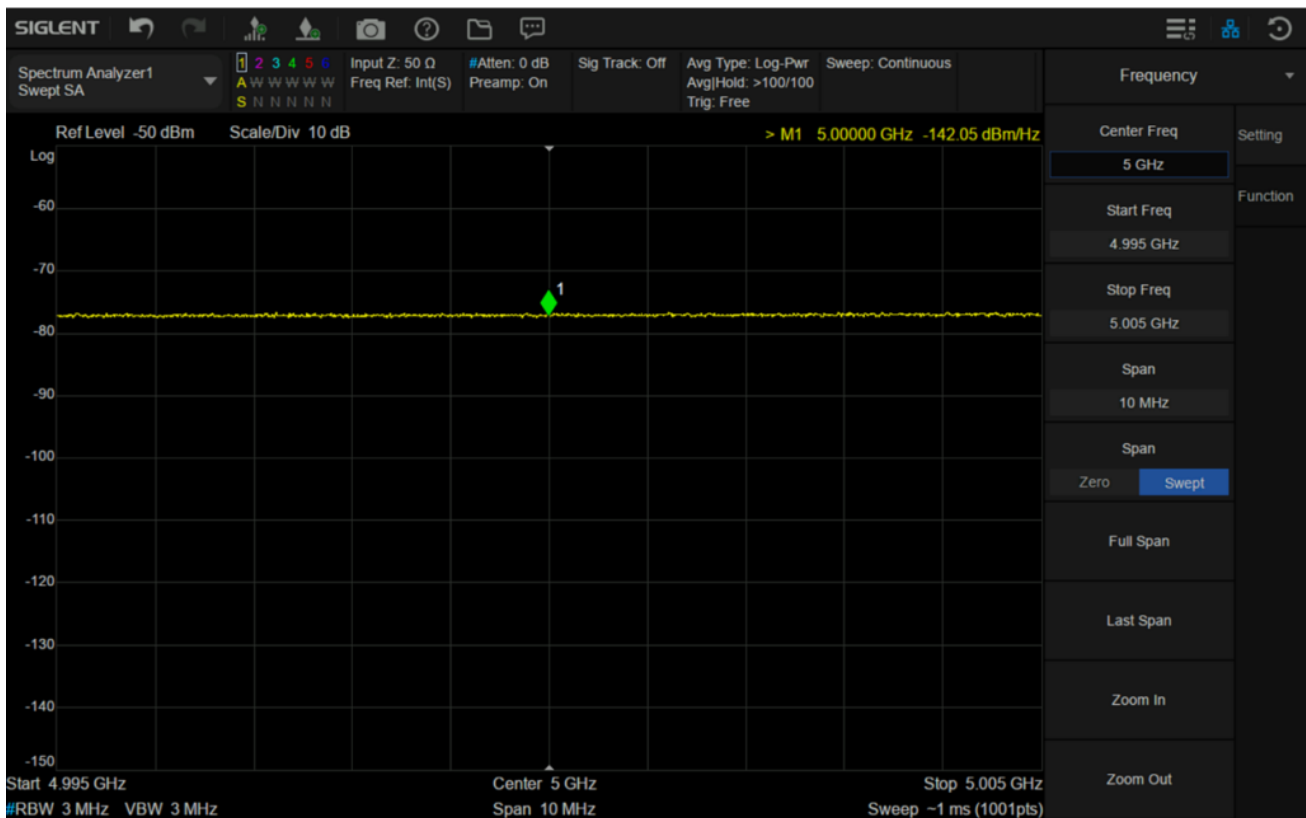 SIGLENT
Spectrum Analyzer1
Swept SA
1 2 3 4 5 6
A W W W W W
S N N N N N
Input Z: 50 Ω
Freq Ref: Int(S)
#Atten: 0 dB
Preamp: On
Sig Track: Off
Avg Type: Log-Pwr
Avg|Hold: >100/100
Trig: Free
Sweep: Continuous
Frequency
Ref Level -50 dBm Scale/Div 10 dB > M1 5.00000 GHz -142.05 dBm/Hz
Log
-60
-70
1
-80
-90
-100
-110
-120
-130
-140
-150
Start 4.995 GHz Center 5 GHz Stop 5.005 GHz
#RBW 3 MHz VBW 3 MHz Span 10 MHz Sweep ~1 ms (1001pts)
Center Freq
5 GHz
Start Freq
4.995 GHz
Stop Freq
5.005 GHz
Span
10 MHz
Span
Zero Swept
Full Span
Last Span
Zoom In
Zoom Out
Setting
Function